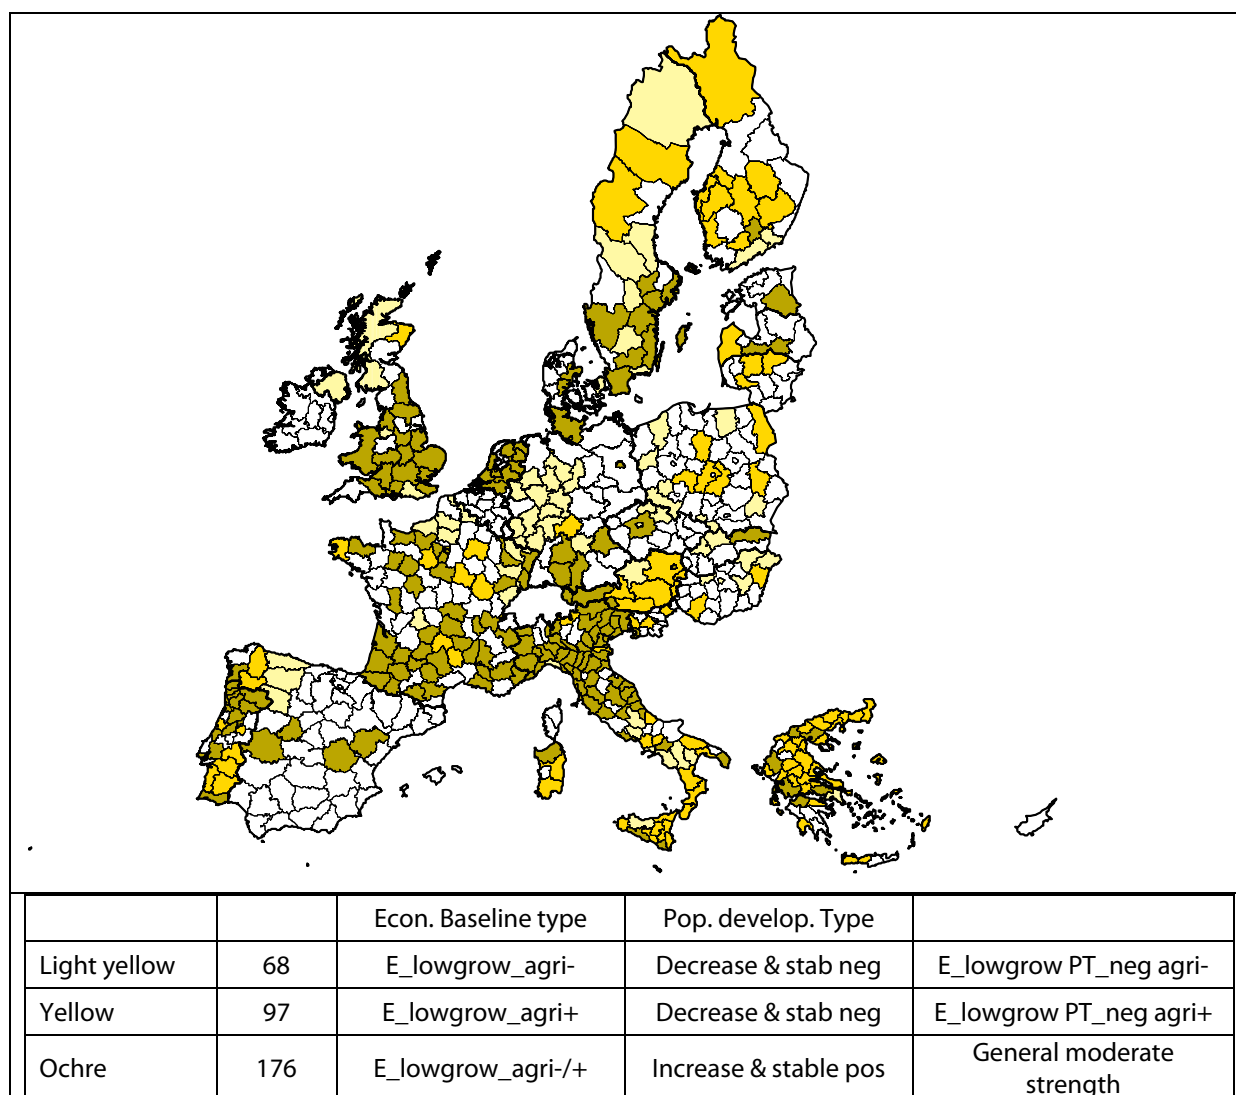 Econ. Baseline type Pop. develop. Type
Light yellow 68 E_lowgrow_agri- Decrease & stab neg E_lowgrow PT_neg agri-
Yellow 97 E_lowgrow_agri+ Decrease & stab neg E_lowgrow PT_neg agri+
Ochre 176 E_lowgrow_agri-/+ Increase & stable pos General moderate
strength